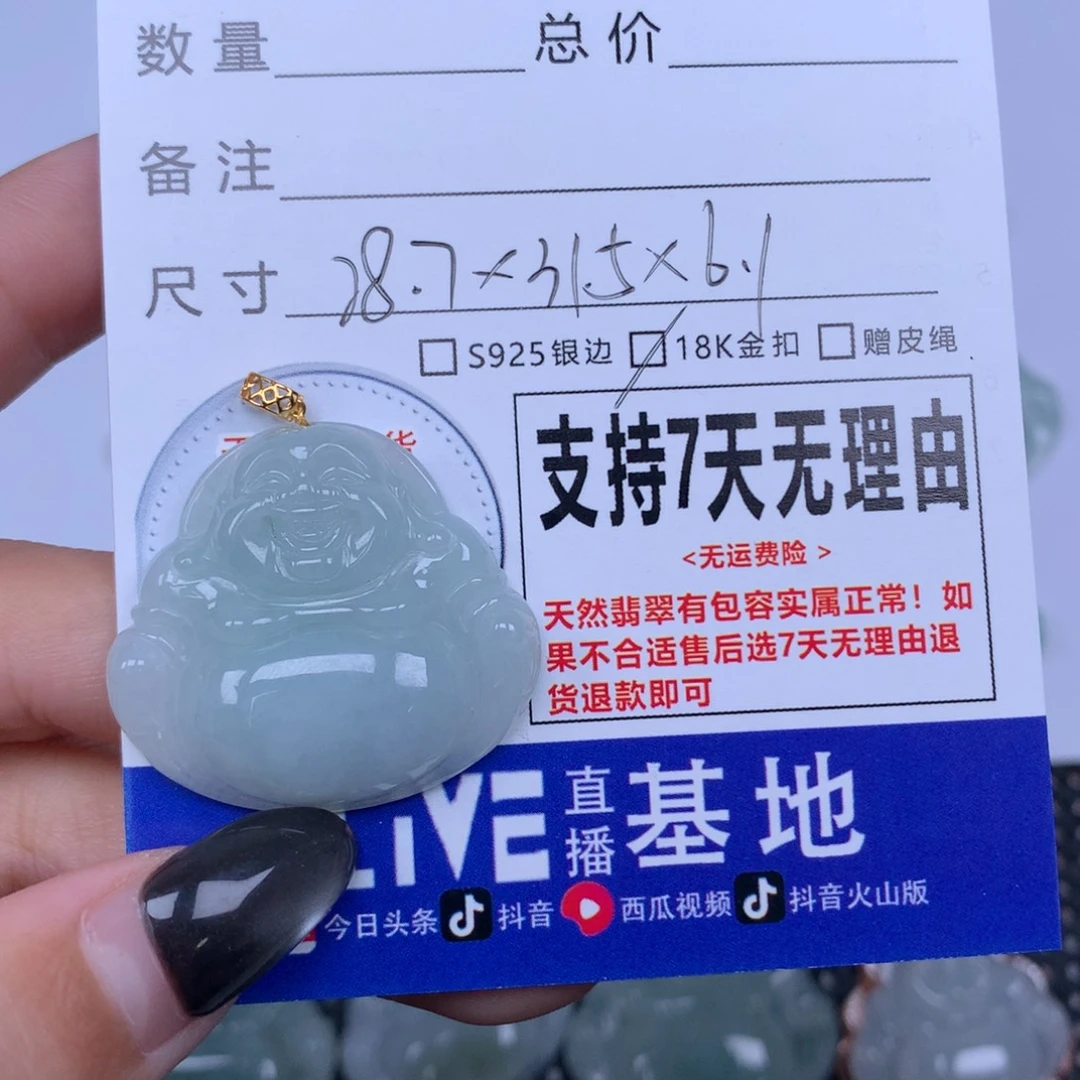 数量 总价
备注
尺寸 28.7×31.5×6.1
S925银边 18K金扣 赠皮绳
支持7天无理由
<无运费险 >
天然翡翠有包容实属正常！如
果不合适售后选7天无理由退
货退款即可
LIVE 直播 基地
今日头条 抖音 西瓜视频 抖音火山版